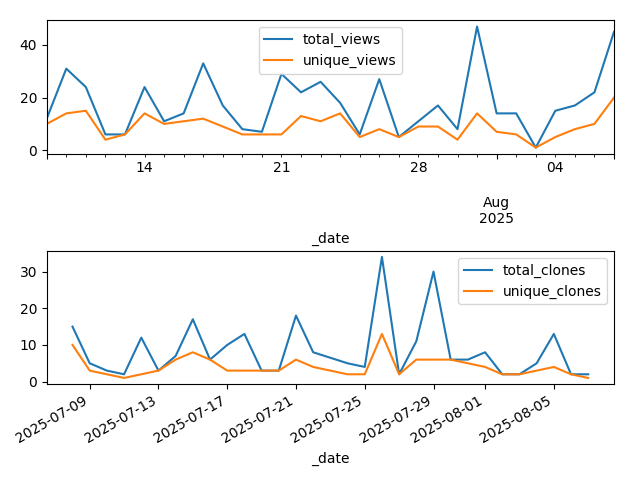 40
20
0
total_views
unique_views
14
21
28
04
Aug
2025
_date
30
20
10
0
total_clones
unique_clones
2025-07-09
2025-07-13
2025-07-17
2025-07-21
2025-07-25
2025-07-29
2025-08-01
2025-08-05
_date